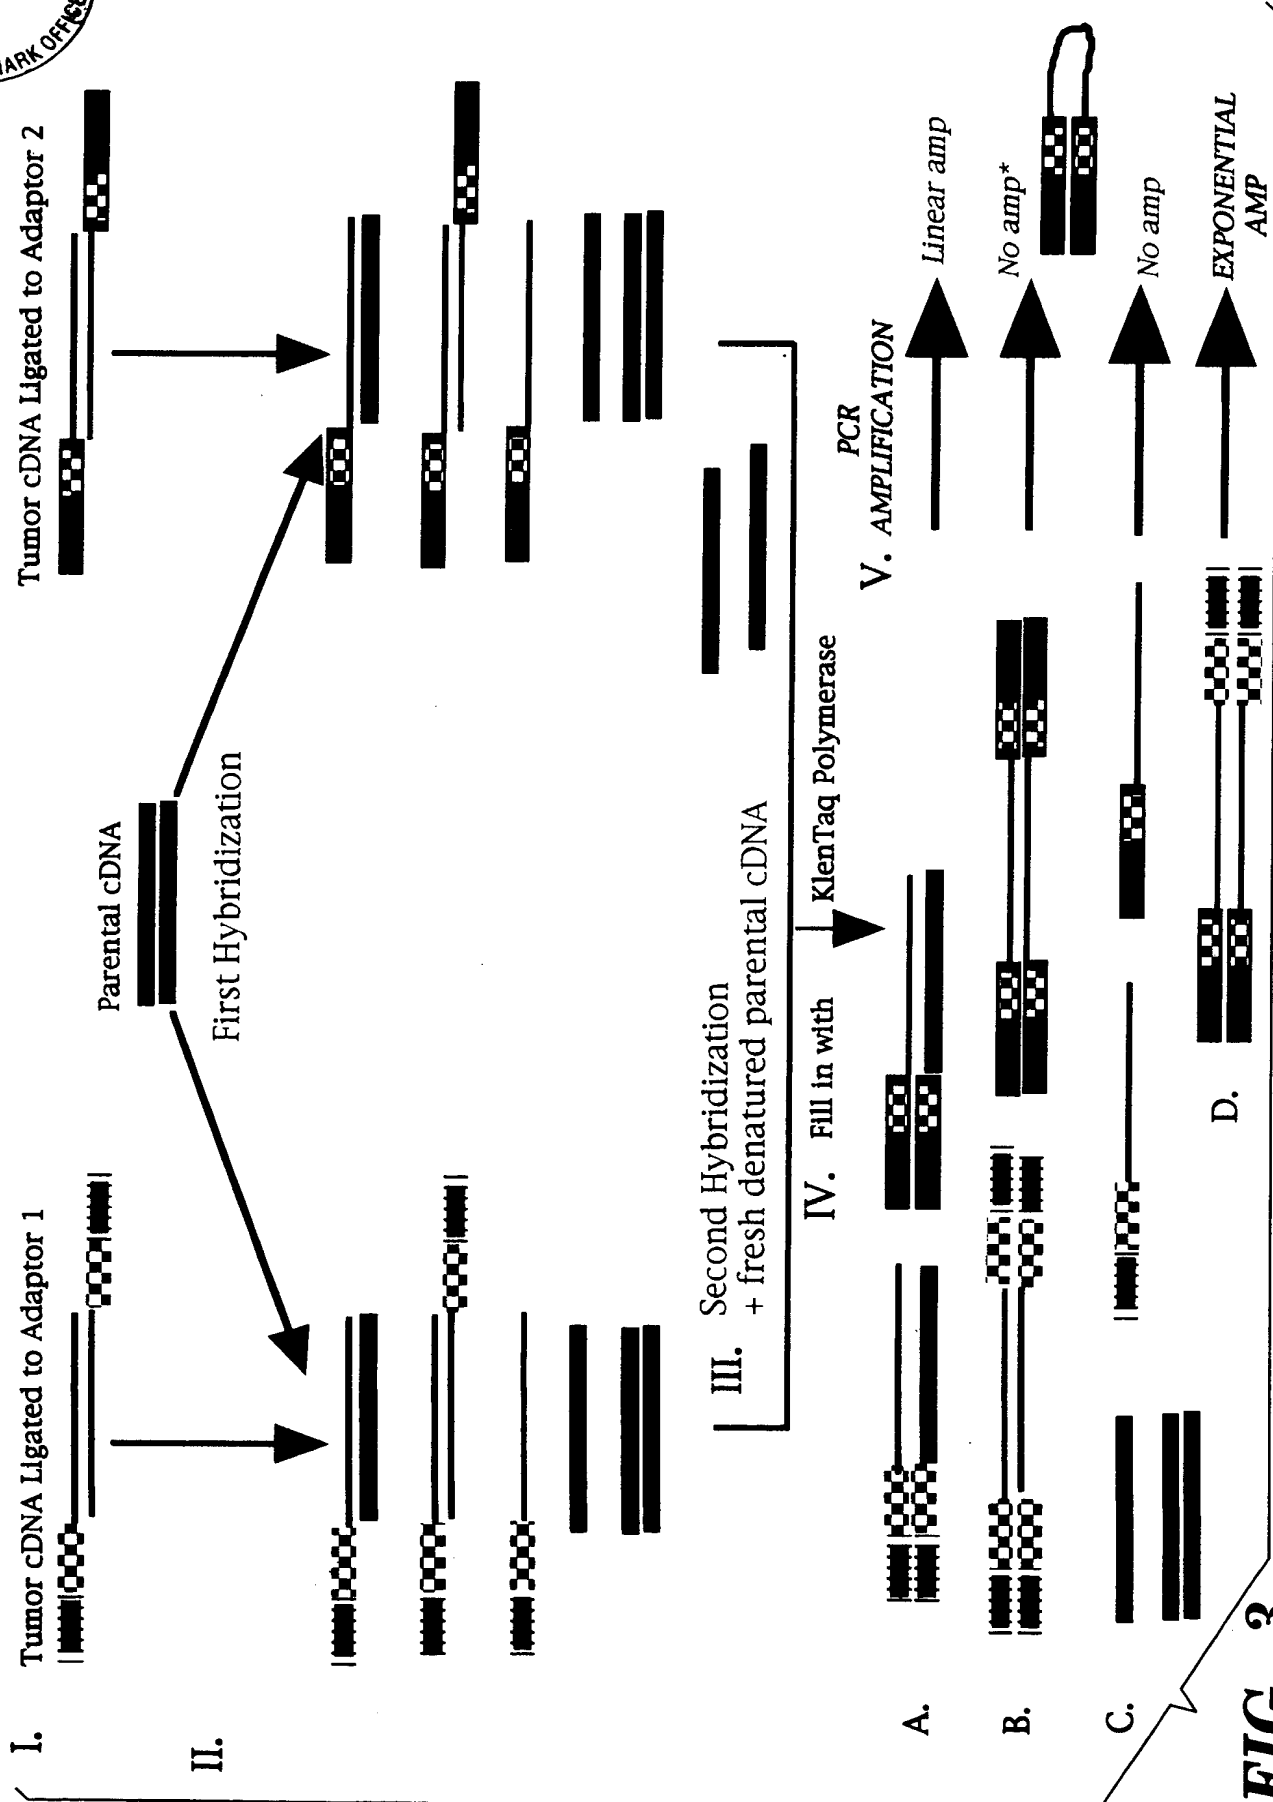 ARK OFFICE
I.
Tumor cDNA Ligated to Adaptor 1
Tumor cDNA Ligated to Adaptor 2
Parental cDNA
II.
First Hybridization
III.
Second Hybridization
+ fresh denatured parental cDNA
IV. Fill in with KlenTaq Polymerase
PCR
V. AMPLIFICATION
A.
Linear amp
B.
No amp*
C.
No amp
D.
EXPONENTIAL
AMP
FIG 3